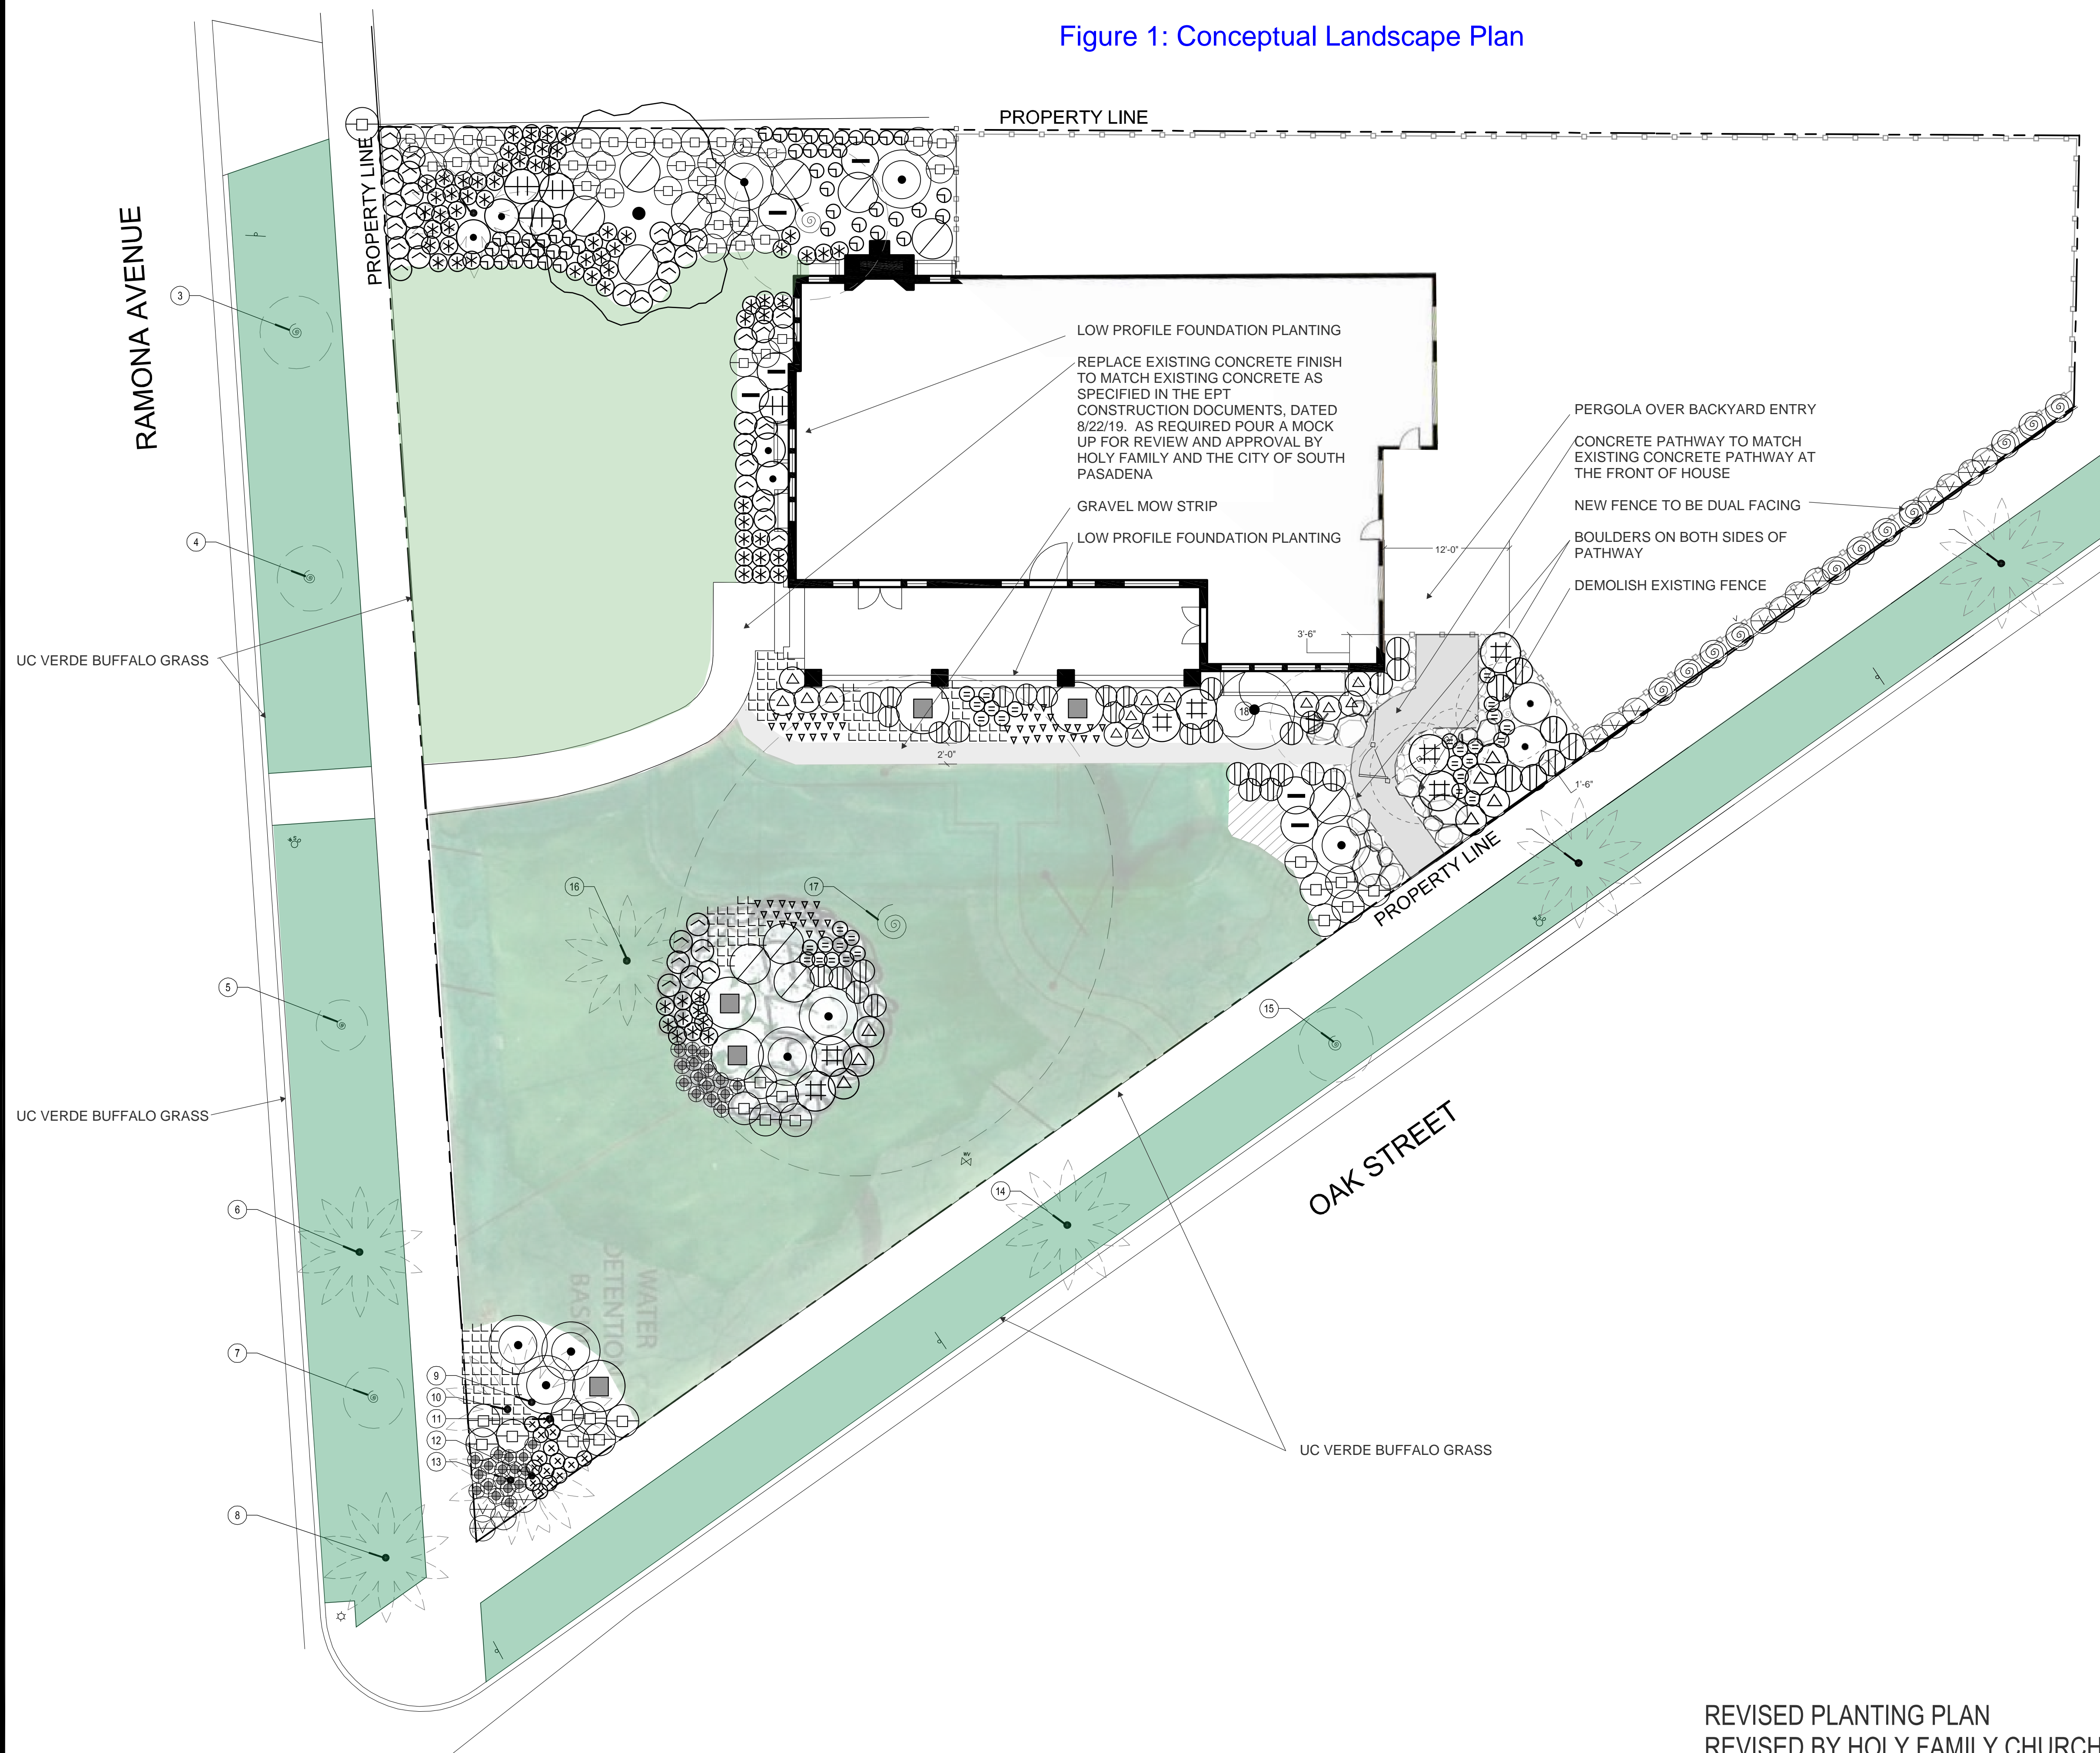 Figure 1: Conceptual Landscape Plan
PROPERTY LINE
PROPERTY LINE
RAMONA AVENUE
3
4
LOW PROFILE FOUNDATION PLANTING
REPLACE EXISTING CONCRETE FINISH
TO MATCH EXISTING CONCRETE AS
SPECIFIED IN THE EPT
CONSTRUCTION DOCUMENTS, DATED
8/22/19. AS REQUIRED POUR A MOCK
UP FOR REVIEW AND APPROVAL BY
HOLY FAMILY AND THE CITY OF SOUTH
PASADENA
GRAVEL MOW STRIP
LOW PROFILE FOUNDATION PLANTING
PERGOLA OVER BACKYARD ENTRY
CONCRETE PATHWAY TO MATCH
EXISTING CONCRETE PATHWAY AT
THE FRONT OF HOUSE
NEW FENCE TO BE DUAL FACING
BOULDERS ON BOTH SIDES OF
PATHWAY
DEMOLISH EXISTING FENCE
12'-0"
3'-6"
UC VERDE BUFFALO GRASS
18
2'-0"
1'-6"
PROPERTY LINE
16
17
5
15
UC VERDE BUFFALO GRASS
OAK STREET
14
6
WATER
DETENTION
7
9
10
11
12
13
8
UC VERDE BUFFALO GRASS
REVISED PLANTING PLAN
REVISED BY HOLY FAMILY CHURCH